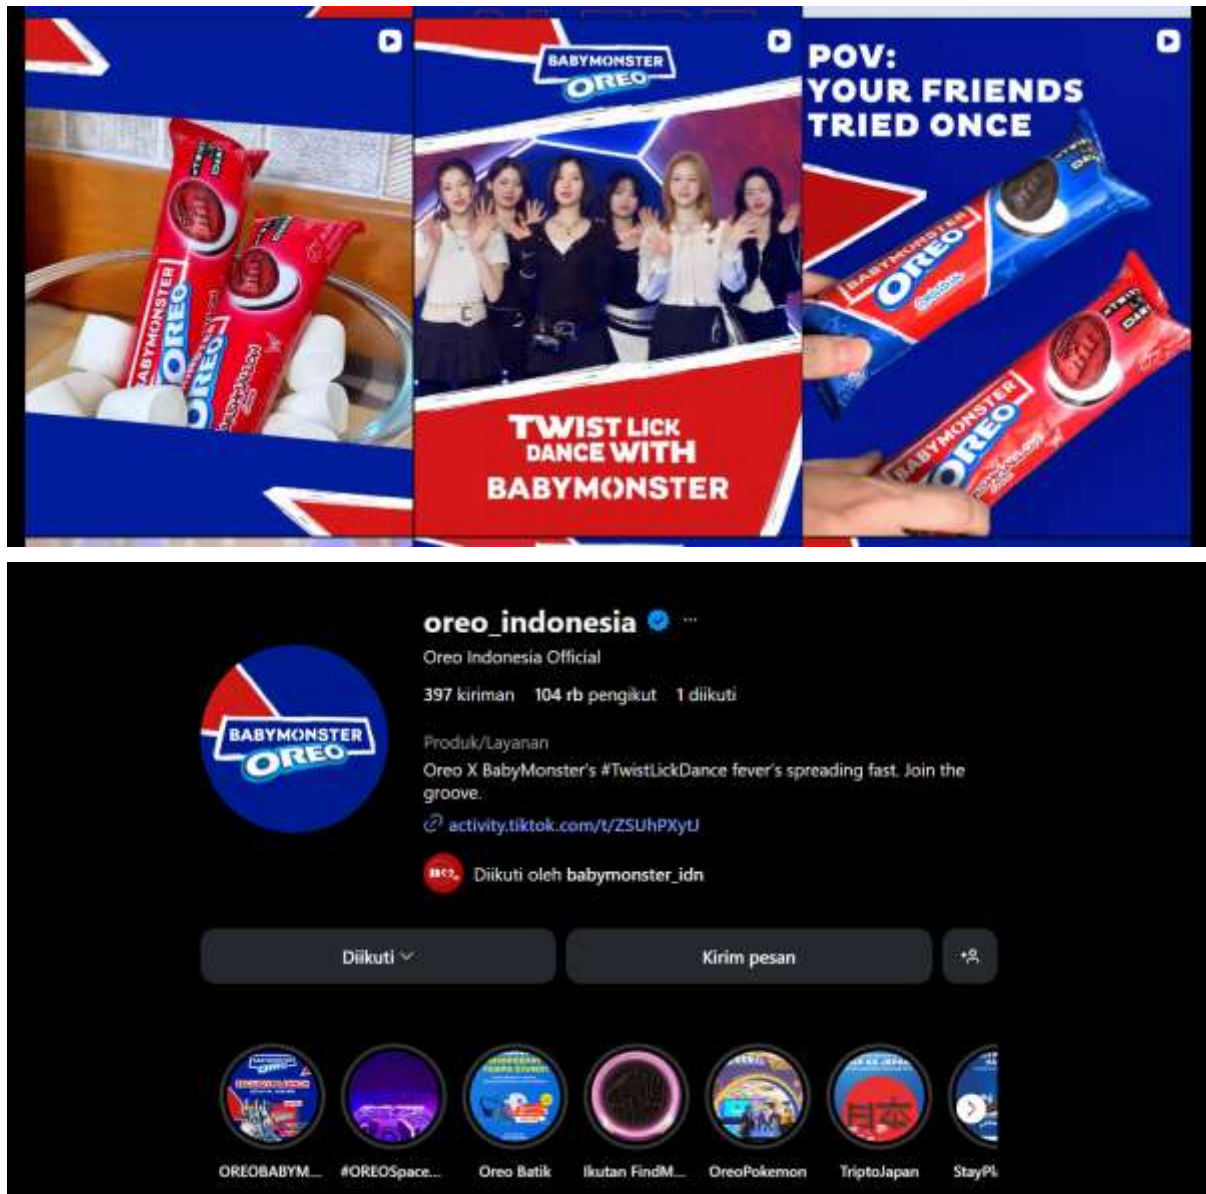 BABYMONSTER
OREO
BABYMONSTER
OREO
TWIST LICK
DANCE WITH
BABYMONSTER
POV:
YOUR FRIENDS
TRIED ONCE
BABYMONSTER
OREO
BABYMONSTER
OREO
oreo_indonesia
Oreo Indonesia Official
397 kiriman 104 rb pengikut 1 diikuti
BABYMONSTER
OREO
Produk/Layanan
Oreo X BabyMonster's #TwistLickDance fever's spreading fast. Join the
groove.
activity.tiktok.com/t/ZSUhPXytJ
Diikuti oleh babymonster_idn
Diikuti
Kirim pesan
OREOBABYM...
#OREOSpace...
Oreo Batik
Ikutan FindM...
OreoPokemon
TriptoJapan
StayPl